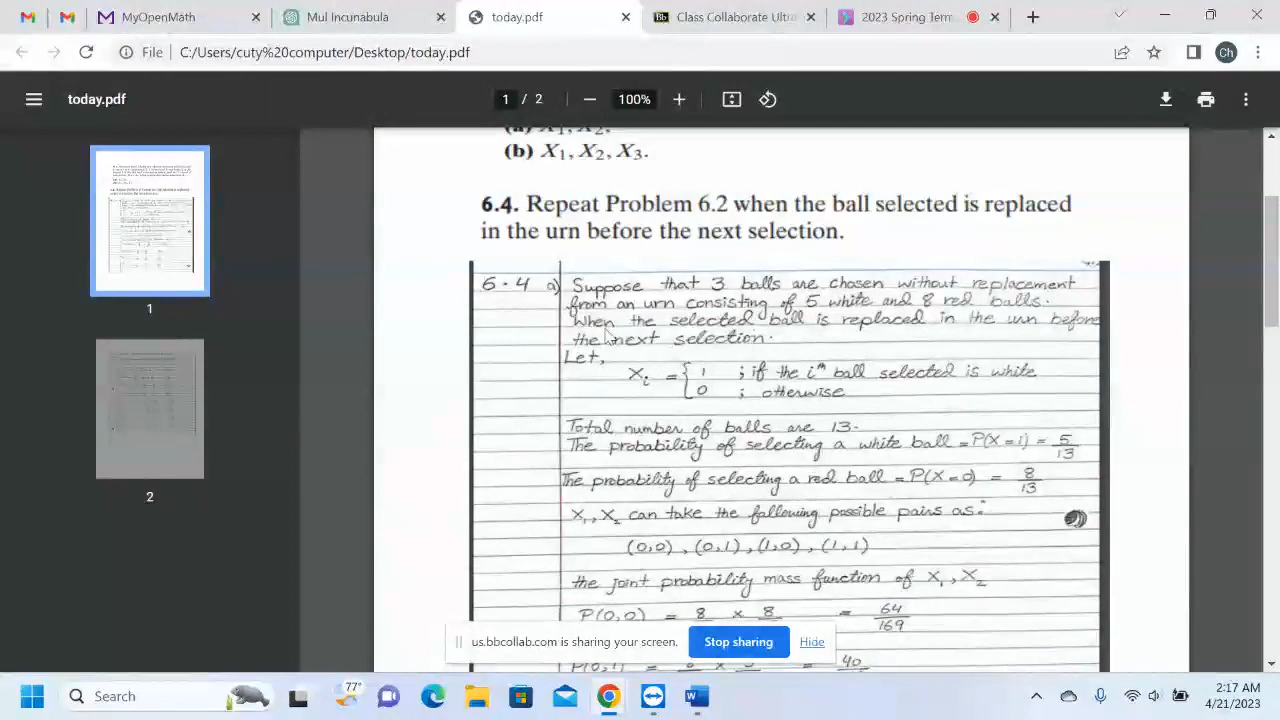 MyOpenMath
Mul Incunabula
today.pdf
Class Collaborate Ultra
2023 Spring Term
File C:/Users/cuty%20computer/Desktop/today.pdf
Ch
today.pdf
1 / 2
100%
1
2
(a) X1, X2;
(b) X1, X2, X3.
6.4. Repeat Problem 6.2 when the ball selected is replaced
in the urn before the next selection.
6.4 a) Suppose that 3 balls are chosen without replacement
from an urn consisting of 5 white and 8 red balls.
When the selected ball is replaced in the urn before
the next selection.
Let,
Xi = { 1 ; if the ith ball selected is white
0 ; otherwise
Total number of balls are 13.
The probability of selecting a white ball = P(X=1) = 5/13
The probability of selecting a red ball = P(X=0) = 8/13
X1, X2 can take the following possible pairs as:
(0,0), (0,1), (1,0), (1,1)
the joint probability mass function of X1, X2
P(0,0) = 8 × 8 = 64/169
us.bbcollab.com is sharing your screen.
Stop sharing
Hide
P(0,1) = 8 × 5 = 40
Search
77°
2:17 AM
4/21/2023